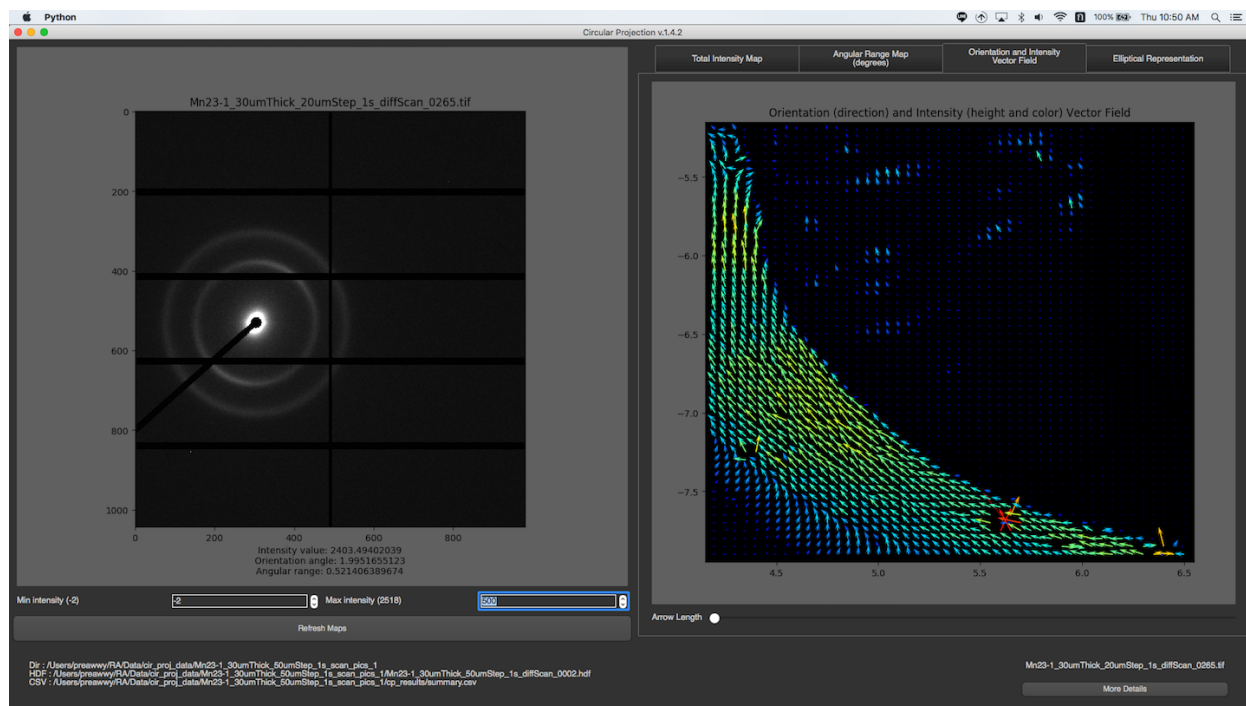 Python
100%
Thu 10:50 AM
Circular Projection v.1.4.2
Total Intensity Map
Angular Range Map
(degrees)
Orientation and Intensity
Vector Field
Elliptical Representation
Mn23-1_30umThick_20umStep_1s_diffScan_0265.tif
0
200
400
600
800
1000
0
200
400
600
800
Intensity value: 2403.49402039
Orientation angle: 1.9951655123
Angular range: 0.521406389674
Orientation (direction) and Intensity (height and color) Vector Field
−5.5
−6.0
−6.5
−7.0
−7.5
4.5
5.0
5.5
6.0
6.5
Min intensity (-2)
-2
Max intensity (2518)
500
Refresh Maps
Arrow Length
Dir : /Users/preawwy/RA/Data/cir_proj_data/Mn23-1_30umThick_50umStep_1s_scan_pics_1
HDF : /Users/preawwy/RA/Data/cir_proj_data/Mn23-1_30umThick_50umStep_1s_scan_pics_1/Mn23-1_30umThick_50umStep_1s_diffScan_0002.hdf
CSV : /Users/preawwy/RA/Data/cir_proj_data/Mn23-1_30umThick_50umStep_1s_scan_pics_1/cp_results/summary.csv
Mn23-1_30umThick_20umStep_1s_diffScan_0265.tif
More Details